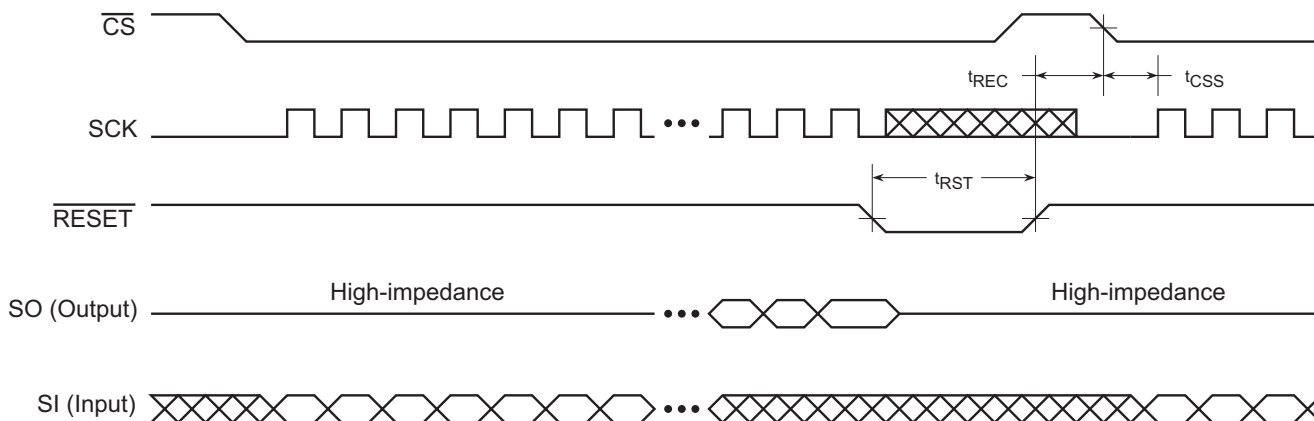 CS
tREC
tCSS
SCK
tRST
RESET
High-impedance
High-impedance
SO (Output)
SI (Input)